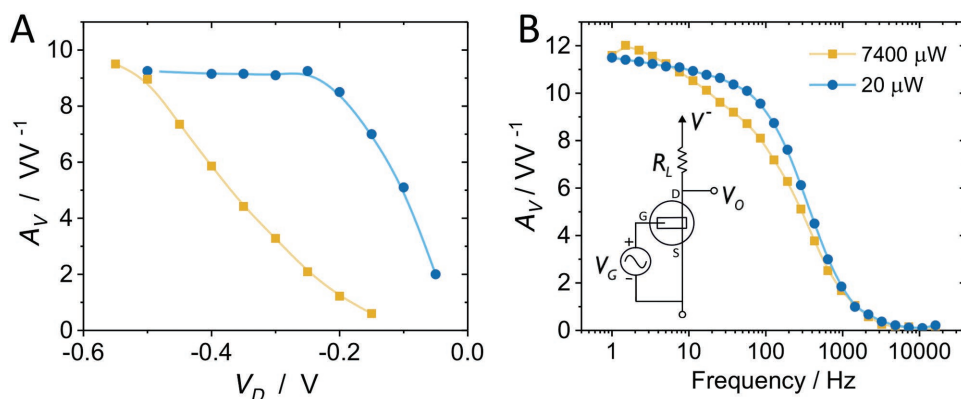 A
A_V / VV⁻¹
10
8
6
4
2
0
-0.6
-0.4
-0.2
0.0
V_D / V
B
A_V / VV⁻¹
12
10
8
6
4
2
0
7400 μW
20 μW
V⁻
R_L
D
V_O
G
S
+
V_G
−
1
10
100
1000
10000
Frequency / Hz